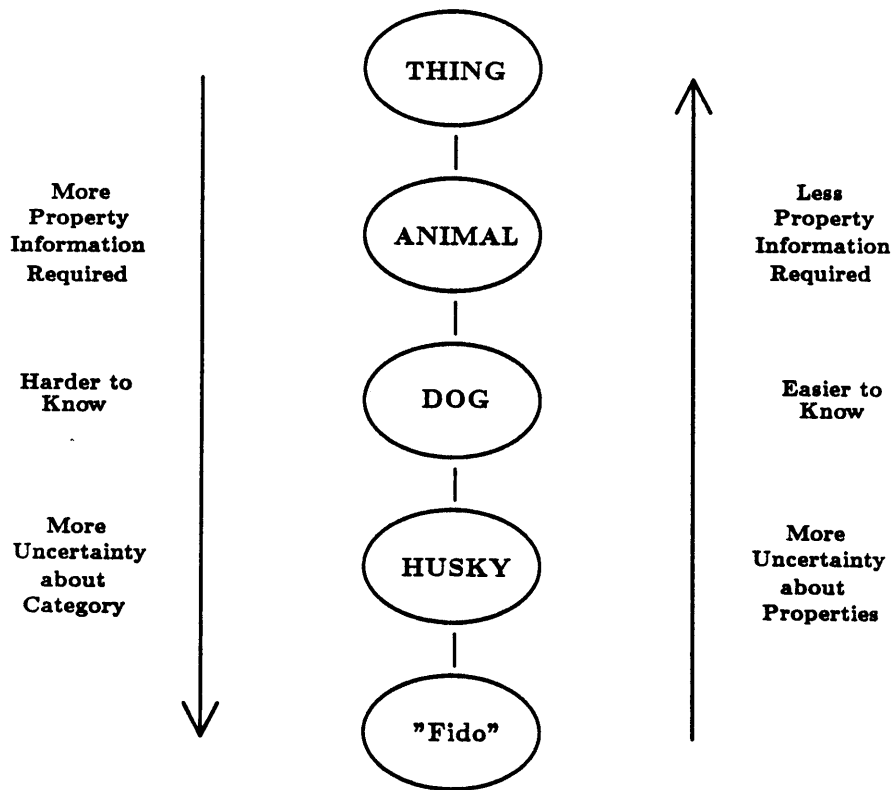 THING
More
Property
Information
Required
ANIMAL
Less
Property
Information
Required
Harder to
Know
DOG
Easier to
Know
More
Uncertainty
about
Category
HUSKY
More
Uncertainty
about
Properties
"Fido"